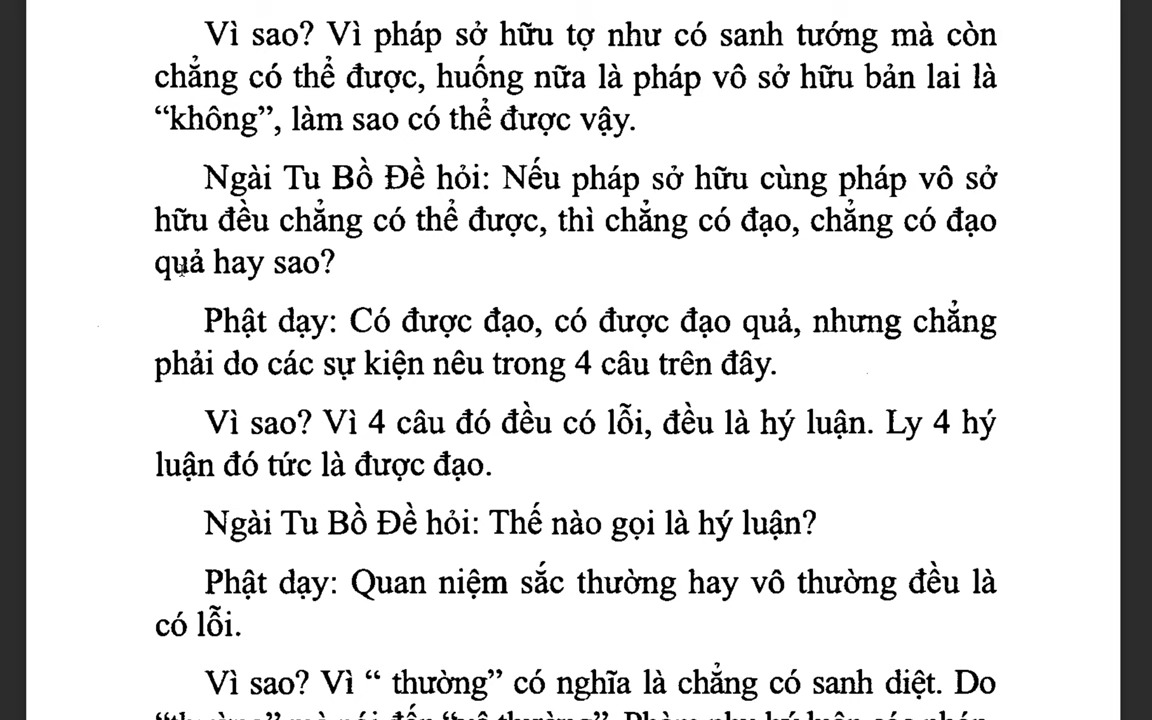 Vì sao? Vì pháp sở hữu tợ như có sanh tướng mà còn
chẳng có thể được, huống nữa là pháp vô sở hữu bản lai là
“không”, làm sao có thể được vậy.
Ngài Tu Bồ Đề hỏi: Nếu pháp sở hữu cùng pháp vô sở
hữu đều chẳng có thể được, thì chẳng có đạo, chẳng có đạo
quả hay sao?
Phật dạy: Có được đạo, có được đạo quả, nhưng chẳng
phải do các sự kiện nêu trong 4 câu trên đây.
Vì sao? Vì 4 câu đó đều có lỗi, đều là hý luận. Ly 4 hý
luận đó tức là được đạo.
Ngài Tu Bồ Đề hỏi: Thế nào gọi là hý luận?
Phật dạy: Quan niệm sắc thường hay vô thường đều là
có lỗi.
Vì sao? Vì “ thường” có nghĩa là chẳng có sanh diệt. Do